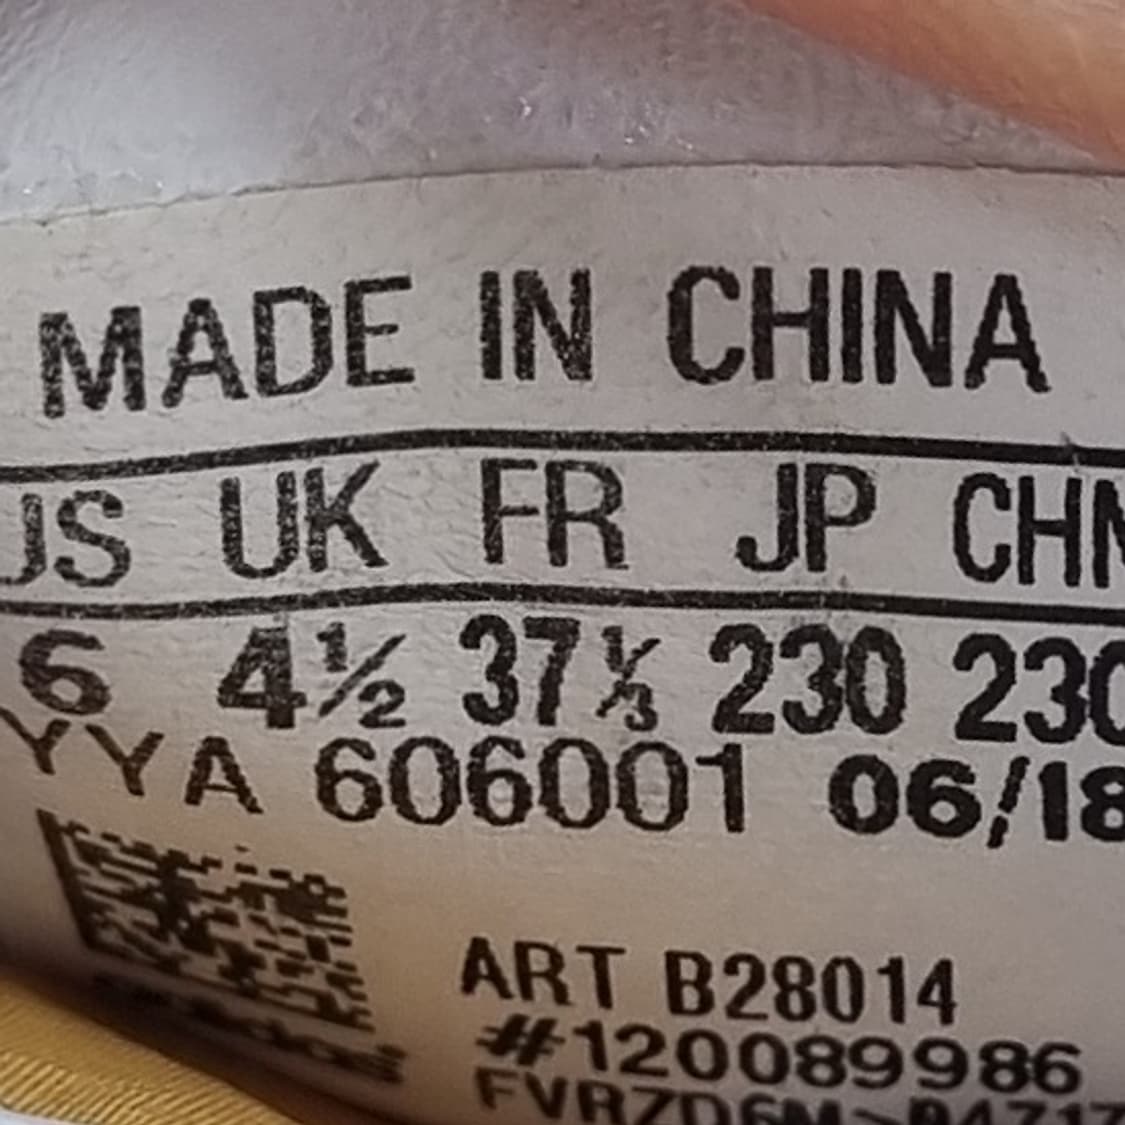 MADE IN CHINA
US UK FR JP CHN
6 4½ 37⅓ 230 230
YYA 606001 06/18
ART B28014
#120089986